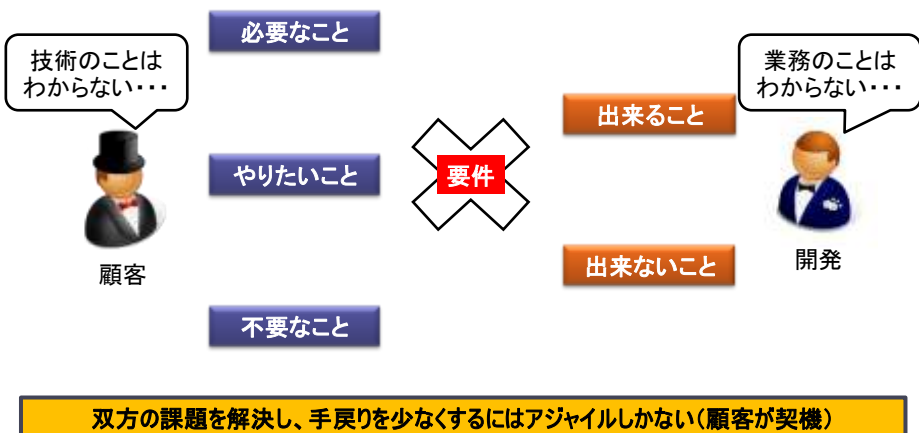 技術のことは
わからない・・・
顧客
必要なこと
やりたいこと
不要なこと
要件
出来ること
出来ないこと
業務のことは
わからない・・・
開発
双方の課題を解決し、手戻りを少なくするにはアジャイルしかない（顧客が契機）